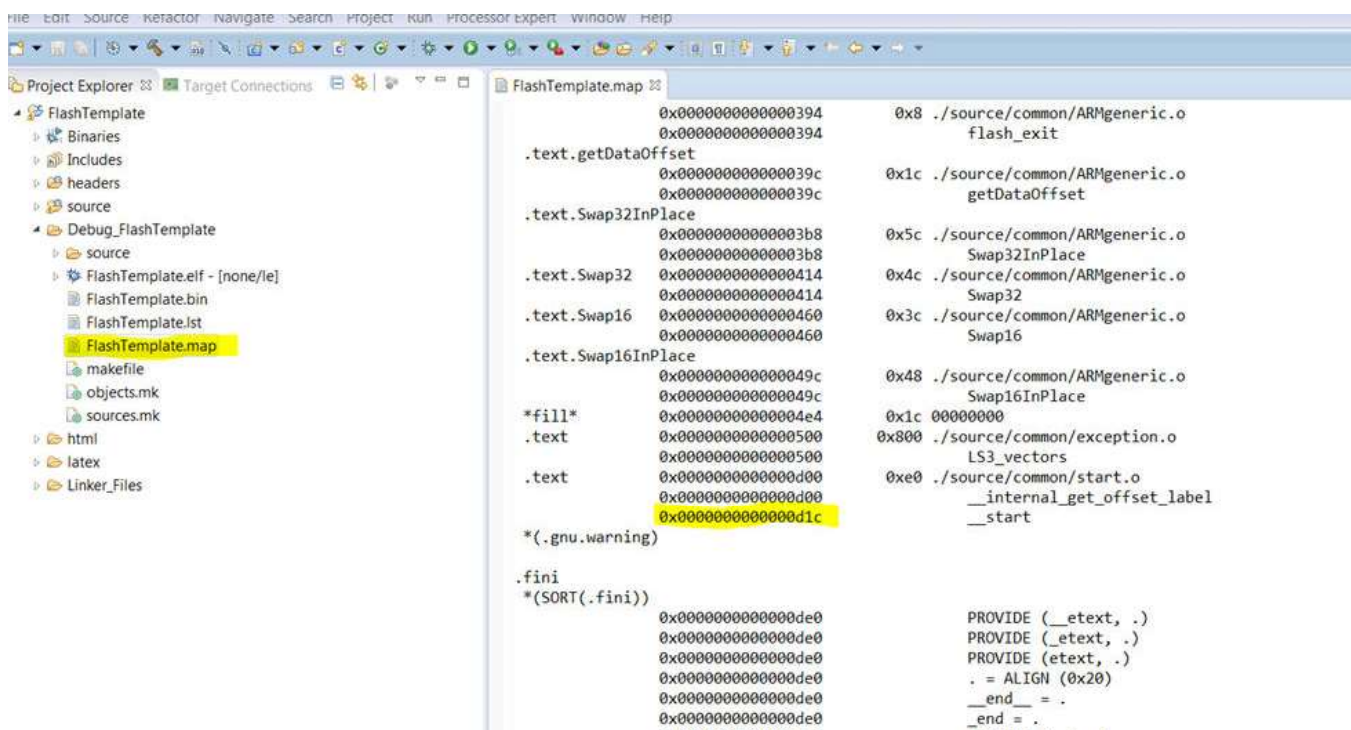 File Edit Source Refactor Navigate Search Project Run Processor Expert Window Help
Project Explorer Target Connections
FlashTemplate
Binaries
Includes
headers
source
Debug_FlashTemplate
source
FlashTemplate.elf - [none/le]
FlashTemplate.bin
FlashTemplate.lst
FlashTemplate.map
makefile
objects.mk
sources.mk
html
latex
Linker_Files
FlashTemplate.map
0x0000000000000394 0x8 ./source/common/ARMgeneric.o
0x0000000000000394 flash_exit
.text.getDataOffset
0x000000000000039c 0x1c ./source/common/ARMgeneric.o
0x000000000000039c getDataOffset
.text.Swap32InPlace
0x00000000000003b8 0x5c ./source/common/ARMgeneric.o
0x00000000000003b8 Swap32InPlace
.text.Swap32 0x0000000000000414 0x4c ./source/common/ARMgeneric.o
0x0000000000000414 Swap32
.text.Swap16 0x0000000000000460 0x3c ./source/common/ARMgeneric.o
0x0000000000000460 Swap16
.text.Swap16InPlace
0x000000000000049c 0x48 ./source/common/ARMgeneric.o
0x000000000000049c Swap16InPlace
*fill* 0x00000000000004e4 0x1c 00000000
.text 0x0000000000000500 0x800 ./source/common/exception.o
0x0000000000000500 LS3_vectors
.text 0x0000000000000d00 0xe0 ./source/common/start.o
0x0000000000000d00 __internal_get_offset_label
0x0000000000000d1c __start
*(.gnu.warning)
.fini
*(SORT(.fini))
0x0000000000000de0 PROVIDE (__etext, .)
0x0000000000000de0 PROVIDE (_etext, .)
0x0000000000000de0 PROVIDE (etext, .)
0x0000000000000de0 . = ALIGN (0x20)
0x0000000000000de0 __end__ = .
0x0000000000000de0 _end = .